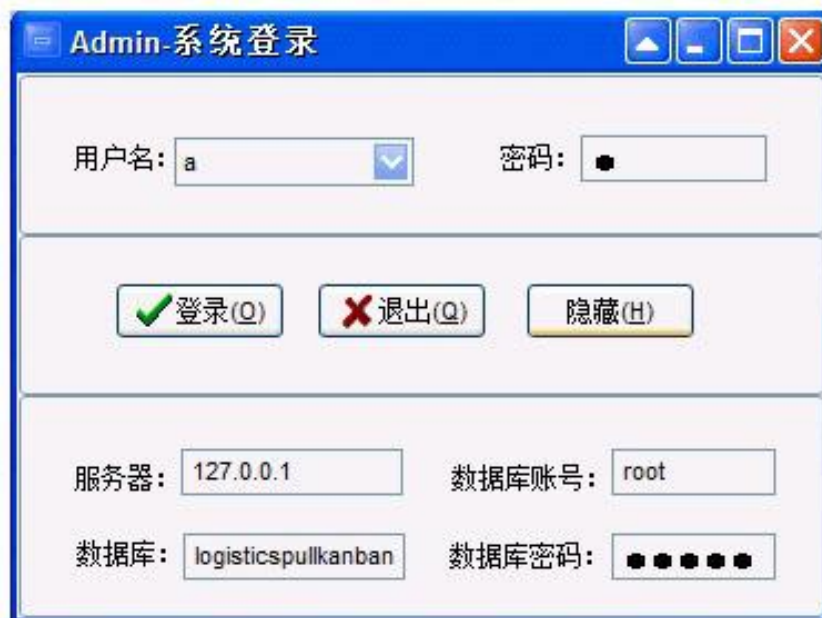 Admin-系统登录
用户名： a 密码： ●
登录(O) 退出(Q) 隐藏(H)
服务器： 127.0.0.1 数据库账号： root
数据库： logisticspullkanban 数据库密码： ●●●●●